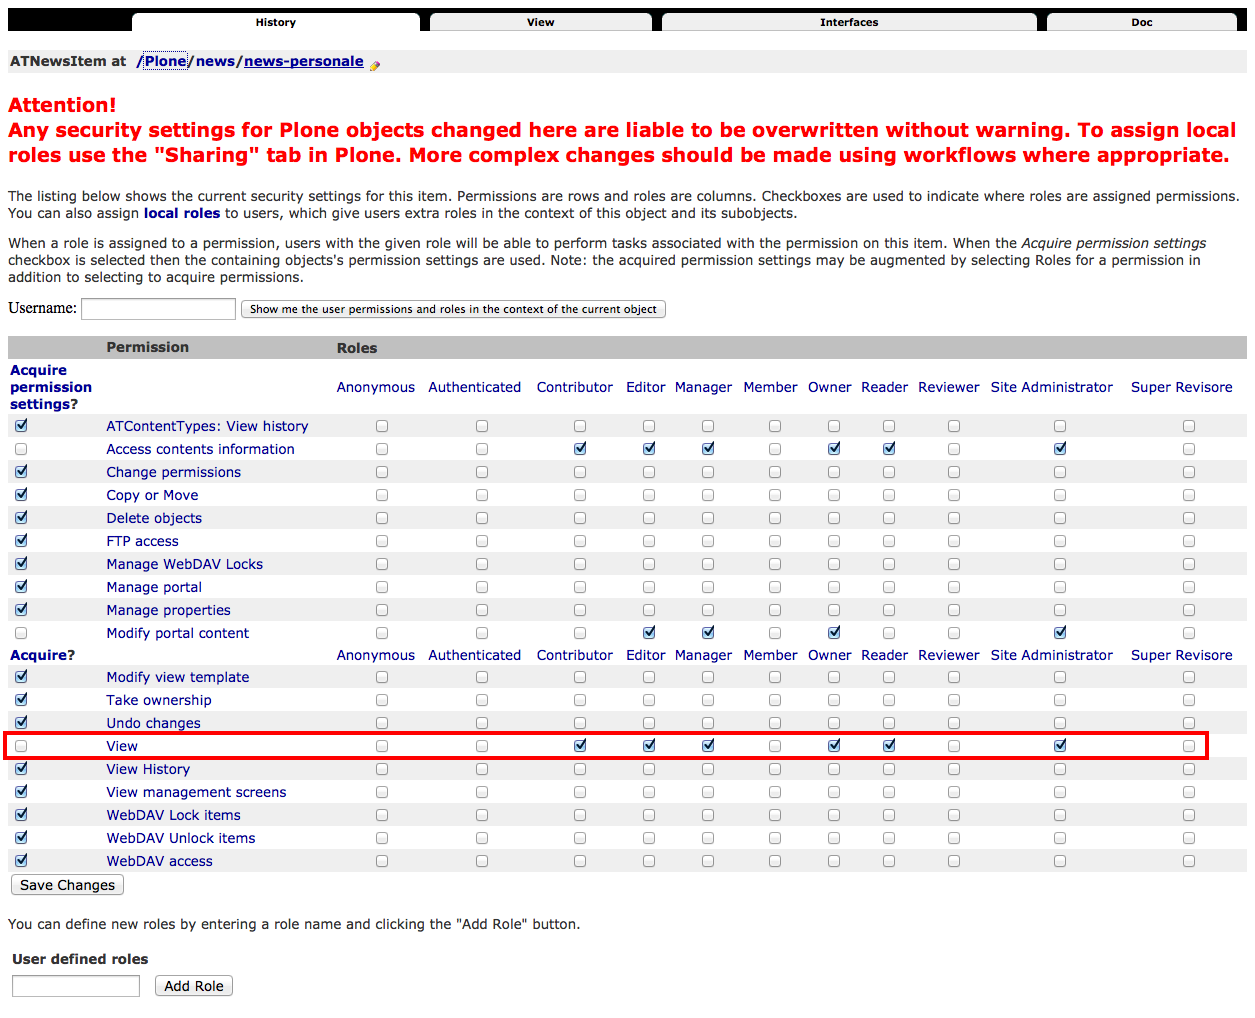 History View Interfaces Doc
ATNewsItem at /Plone/news/news-personale
Attention!
Any security settings for Plone objects changed here are liable to be overwritten without warning. To assign local
roles use the "Sharing" tab in Plone. More complex changes should be made using workflows where appropriate.
The listing below shows the current security settings for this item. Permissions are rows and roles are columns. Checkboxes are used to indicate where roles are assigned permissions.
You can also assign local roles to users, which give users extra roles in the context of this object and its subobjects.
When a role is assigned to a permission, users with the given role will be able to perform tasks associated with the permission on this item. When the Acquire permission settings
checkbox is selected then the containing objects's permission settings are used. Note: the acquired permission settings may be augmented by selecting Roles for a permission in
addition to selecting to acquire permissions.
Username: Show me the user permissions and roles in the context of the current object
Permission Roles
Acquire
permission
settings?
Anonymous Authenticated Contributor Editor Manager Member Owner Reader Reviewer Site Administrator Super Revisore
ATContentTypes: View history
Access contents information
Change permissions
Copy or Move
Delete objects
FTP access
Manage WebDAV Locks
Manage portal
Manage properties
Modify portal content
Acquire? Anonymous Authenticated Contributor Editor Manager Member Owner Reader Reviewer Site Administrator Super Revisore
Modify view template
Take ownership
Undo changes
View
View History
View management screens
WebDAV Lock items
WebDAV Unlock items
WebDAV access
Save Changes
You can define new roles by entering a role name and clicking the "Add Role" button.
User defined roles
Add Role